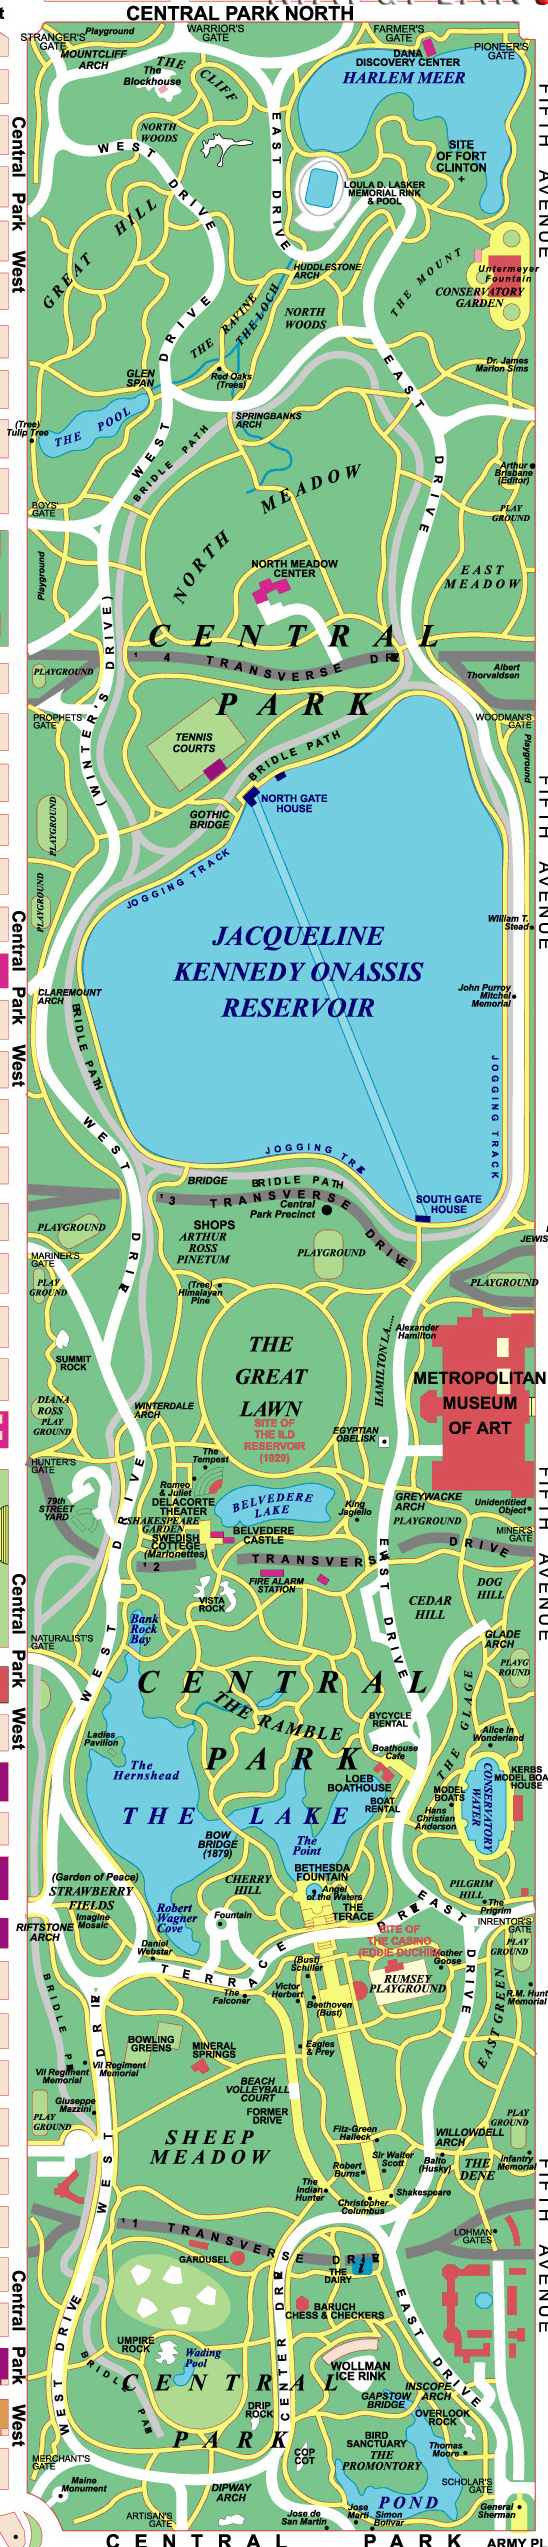 CENTRAL PARK NORTH
Playground
STRANGER'S
GATE
WARRIOR'S
GATE
FARMER'S
GATE
PIONEER'S
GATE
MOUNTCLIFF
ARCH
The
Blockhouse
THE CLIFF
DANA
DISCOVERY CENTER
HARLEM MEER
NORTH
WOODS
WEST DRIVE
EAST DRIVE
SITE
OF FORT
CLINTON
+
LOULA D. LASKER
MEMORIAL RINK
& POOL
FIFTH AVENUE
Central Park West
GREAT HILL
HUDDLESTONE
ARCH
THE MOUNT
Untermeyer
Fountain
CONSERVATORY
GARDEN
THE RAVINE
THE LOCH
NORTH
WOODS
WEST DRIVE
GLEN
SPAN
Red Oaks
(Trees)
EAST DRIVE
Dr. James
Marion Sims
(Tree)
Tulip Tree
THE POOL
SPRINGBANKS
ARCH
BRIDLE PATH
Arthur
Brisbane
(Editor)
BOYS'
GATE
PLAY
GROUND
NORTH MEADOW
Playground
NORTH MEADOW
CENTER
EAST
MEADOW
CENTRAL
'4 TRANSVERSE DR
PLAYGROUND
Albert
Thorvaldsen
PARK
PROPHETS
GATE
WOODMAN'S
GATE
(WINTER'S DRIVE)
TENNIS
COURTS
BRIDLE PATH
Playground
FIFTH AVENUE
NORTH GATE
HOUSE
GOTHIC
BRIDGE
PLAYGROUND
JOGGING TRACK
PLAYGROUND
Central Park West
JACQUELINE
KENNEDY ONASSIS
RESERVOIR
William T.
Stead
CLAREMOUNT
ARCH
John Purroy
Mitchel
Memorial
BRIDLE PATH
JOGGING TRACK
WEST DRI
JOGGING TR
BRIDGE
BRIDLE PATH
'3 TRANSVERSE DRIVE
Central
Park Precinct
SOUTH GATE
HOUSE
PLAYGROUND
SHOPS
ARTHUR
ROSS
PINETUM
PLAYGROUND
JEWIS
MARINER'S
GATE
PLAY
GROUND
(Tree)
Himalayan
Pine
PLAYGROUND
HAMILTON LA....
Alexander
Hamilton
SUMMIT
ROCK
THE
GREAT
LAWN
METROPOLITAN
MUSEUM
OF ART
DIANA
ROSS
PLAY
GROUND
WINTERDALE
ARCH
SITE OF
THE ILD
RESERVOIR
(1929)
EGYPTIAN
OBELISK
HUNTER'S
GATE
The
Tempest
Romeo
& Juliet
DELACORTE
THEATER
79th
STREET
YARD
SHAKESPEARE
GARDEN
SWEDISH
COTTEGE
(Marionettes)
BELVEDERE
LAKE
King
Jagiello
BELVEDERE
CASTLE
GREYWACKE
ARCH
Unidentitied
Object
PLAYGROUND
MINER'S
GATE
DRIVE
FIFTH AVENUE
'2 TRANSVERS
FIRE ALARM
STATION
WEST DRIVE
EAST DRIVE
VISTA
ROCK
CEDAR
HILL
DOG
HILL
Central Park West
Bank
Rock
Bay
NATURALIST'S
GATE
GLADE
ARCH
CENTRAL
PLAYG
ROUND
THE RAMBLE
THE GLAGE
BYCYCLE
RENTAL
Ladies
Pavilion
PARK
Boathouse
Cafe
Alice in
Wonderland
The
Hernshead
LOEB
BOATHOUSE
MODEL
BOATS
CONSERVATORY
WATER
KERBS
MODEL BOA
HOUSE
THE LAKE
BOAT
RENTAL
Hans
Christian
Anderson
BOW
BRIDGE
(1879)
The
Point
BETHESDA
FOUNTAIN
Angel
of the Waters
(Garden of Peace)
STRAWBERRY
FIELDS
CHERRY
HILL
PILGRIM
HILL
The
Prigrim
Imagine
Mosaic
Robert
Wagner
Cove
Fountain
THE
TERACE
EAST DRIVE
INRENTOR'S
GATE
RIFTSTONE
ARCH
Daniel
Webstar
SITE OF
THE CASINO
(EDDIE DUCHIN)
Mother
Goose
PLAY
GROUND
TERRACE DR
(Bust)
Schiller
RUMSEY
PLAYGROUND
The
Falconer
Victor
Herbert
Beethoven
(Bust)
R.M. Hunt
Memorial
EASTGREEN
BRIDLE P
BOWLING
GREENS
MINERAL
SPRINGS
Eagles
& Prey
VII Regiment
Memorial
VII Regiment
Memorial
BEACH
VOLLEYBALL
COURT
Giuseppe
Mazzini
PLAY
GROUND
FORMER
DRIVE
PLAY
GROUND
SHEEP
MEADOW
Fitz-Green
Halleck
WILLOWDELL
ARCH
Sir Walter
Scott
Balto
(Husky)
THE
DENE
Infantry
Memorial
Robert
Burns
The
Indian
Hunter
Shakespeare
Christopher
Columbus
FIFTH AVENUE
'1 TRANSVERSE DRI
LOHMAN
GATES
GARDUSEL
THE
DAIRY
i
Central Park West
WEST DRIVE
BARUCH
CHESS & CHECKERS
CENTER DR
EAST DRIVE
UMPIRE
ROCK
Wading
Pool
WOLLMAN
ICE RINK
BRIDL
PA
CENTRAL
GAPSTOW
BRIDGE
INSCOPE
ARCH
DRIP
ROCK
OVERLOOK
ROCK
PARK
BIRD
SANCTUARY
THE
PROMONTORY
Thomas
Moore
COP
COT
MERCHANT'S
GATE
Maine
Monument
DIPWAY
ARCH
SCHOLAR'S
GATE
POND
ARTISAN'S
GATE
Jose de
San Martin
Jose
Marti
Simon
Bolivar
General
Sherman
CENTRAL PARK
ARMY PL